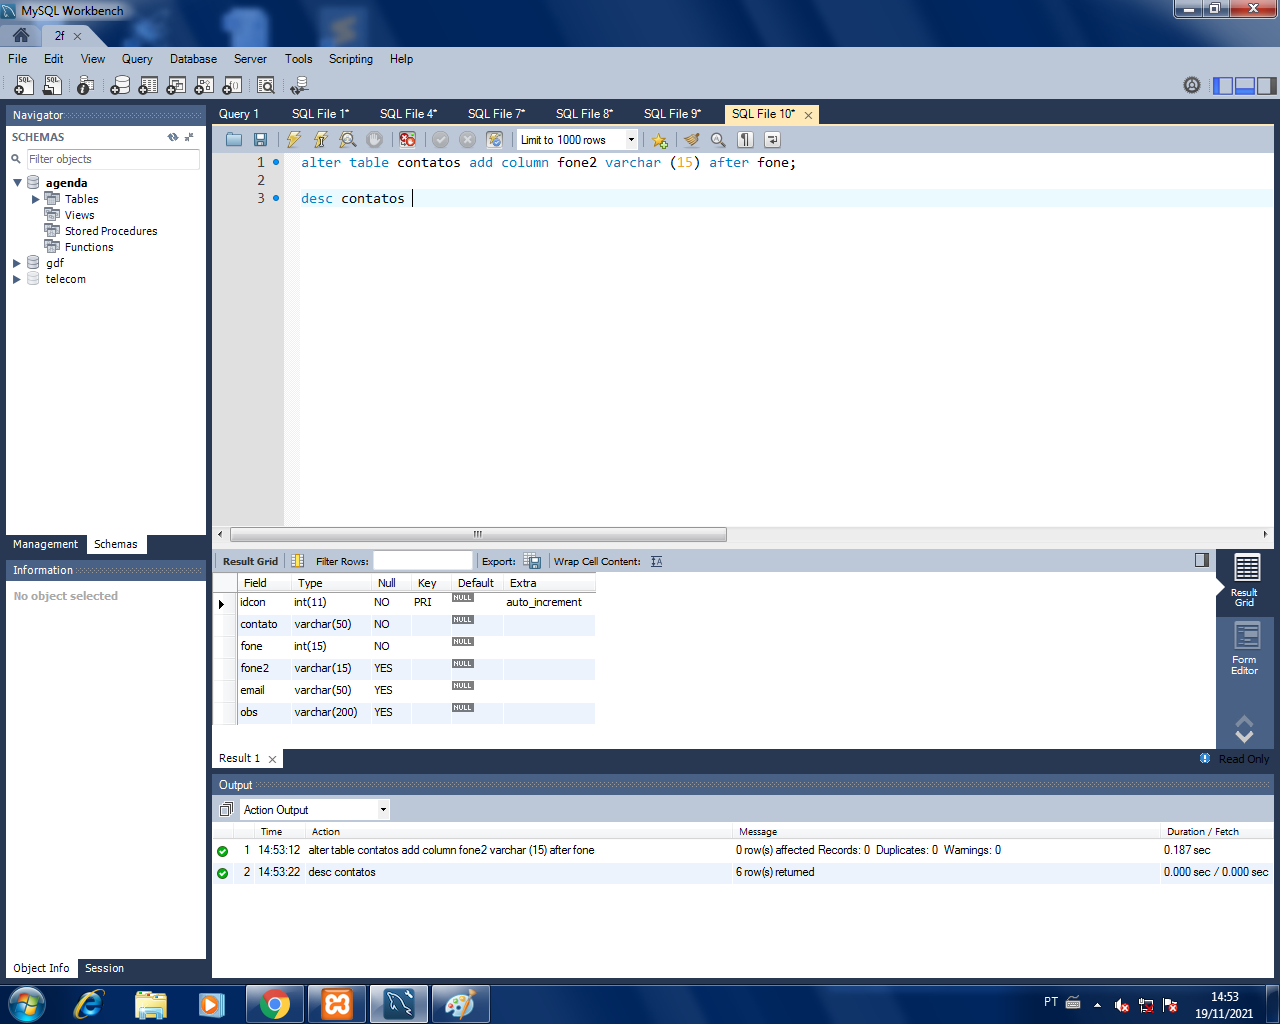 MySQL Workbench
2f
File Edit View Query Database Server Tools Scripting Help
Navigator
SCHEMAS
Filter objects
agenda
Tables
Views
Stored Procedures
Functions
gdf
telecom
Management Schemas
Information
No object selected
Object Info Session
Query 1 SQL File 1* SQL File 4* SQL File 7* SQL File 8* SQL File 9* SQL File 10*
Limit to 1000 rows
1 alter table contatos add column fone2 varchar (15) after fone;
2
3 desc contatos
Result Grid Filter Rows: Export: Wrap Cell Content:
Field Type Null Key Default Extra
idcon int(11) NO PRI NULL auto_increment
contato varchar(50) NO NULL
fone int(15) NO NULL
fone2 varchar(15) YES NULL
email varchar(50) YES NULL
obs varchar(200) YES NULL
Result
Grid
Form
Editor
Result 1
Read Only
Output
Action Output
Time Action Message Duration / Fetch
1 14:53:12 alter table contatos add column fone2 varchar (15) after fone 0 row(s) affected Records: 0 Duplicates: 0 Warnings: 0 0.187 sec
2 14:53:22 desc contatos 6 row(s) returned 0.000 sec / 0.000 sec
PT
14:53
19/11/2021